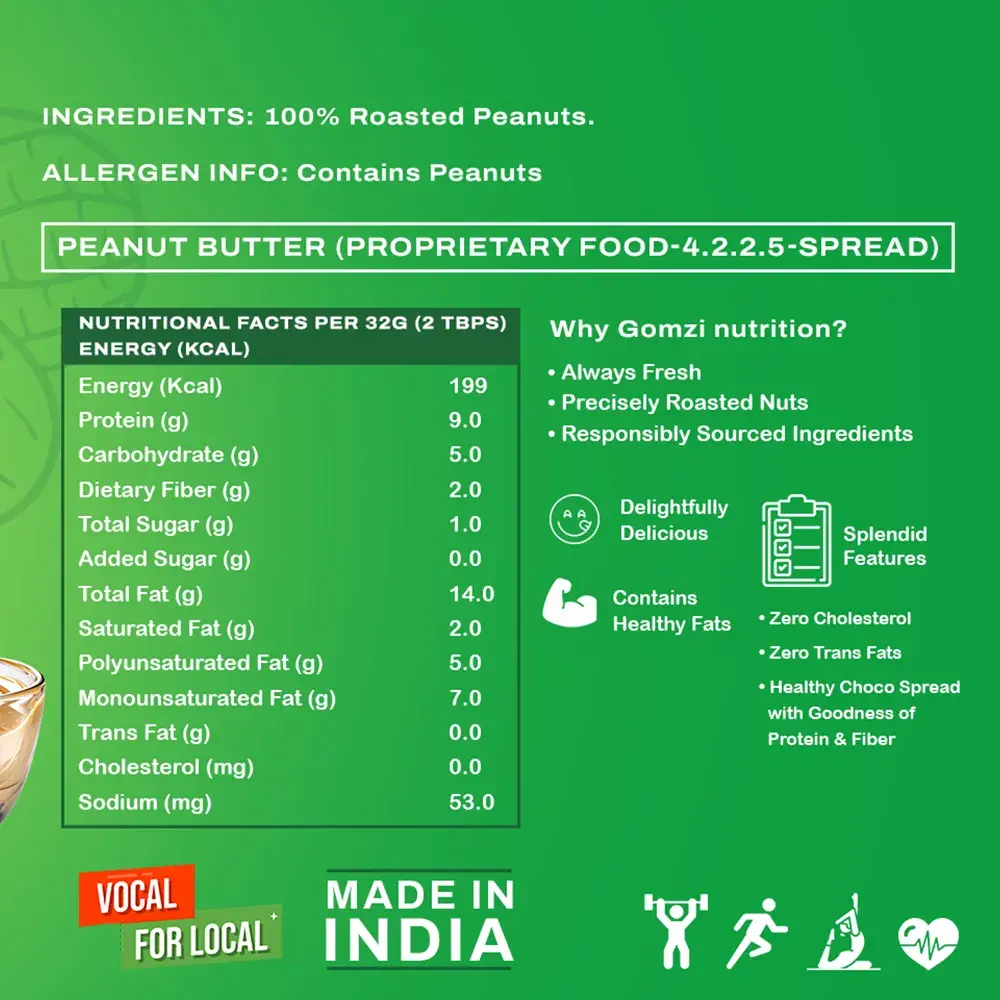 INGREDIENTS: 100% Roasted Peanuts.
ALLERGEN INFO: Contains Peanuts
PEANUT BUTTER (PROPRIETARY FOOD-4.2.2.5-SPREAD)
NUTRITIONAL FACTS PER 32G (2 TBPS)
ENERGY (KCAL)
Energy (Kcal) 199
Protein (g) 9.0
Carbohydrate (g) 5.0
Dietary Fiber (g) 2.0
Total Sugar (g) 1.0
Added Sugar (g) 0.0
Total Fat (g) 14.0
Saturated Fat (g) 2.0
Polyunsaturated Fat (g) 5.0
Monounsaturated Fat (g) 7.0
Trans Fat (g) 0.0
Cholesterol (mg) 0.0
Sodium (mg) 53.0
Why Gomzi nutrition?
• Always Fresh
• Precisely Roasted Nuts
• Responsibly Sourced Ingredients
Delightfully
Delicious
Contains
Healthy Fats
Splendid
Features
• Zero Cholesterol
• Zero Trans Fats
• Healthy Choco Spread
with Goodness of
Protein & Fiber
VOCAL
FOR LOCAL
MADE IN
INDIA